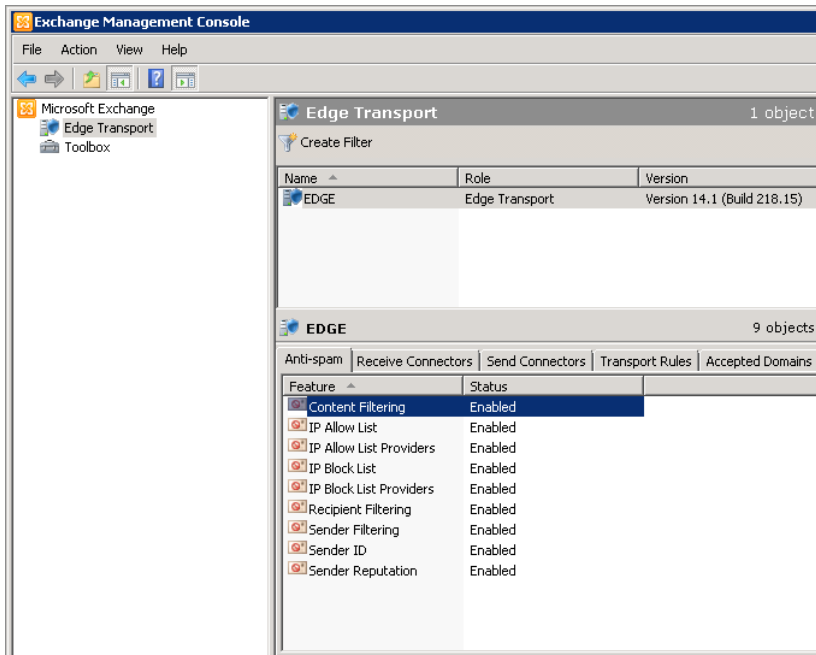 Exchange Management Console
File Action View Help
Microsoft Exchange
Edge Transport
Toolbox
Edge Transport 1 object
Create Filter
Name Role Version
EDGE Edge Transport Version 14.1 (Build 218.15)
EDGE 9 objects
Anti-spam Receive Connectors Send Connectors Transport Rules Accepted Domains
Feature Status
Content Filtering Enabled
IP Allow List Enabled
IP Allow List Providers Enabled
IP Block List Enabled
IP Block List Providers Enabled
Recipient Filtering Enabled
Sender Filtering Enabled
Sender ID Enabled
Sender Reputation Enabled